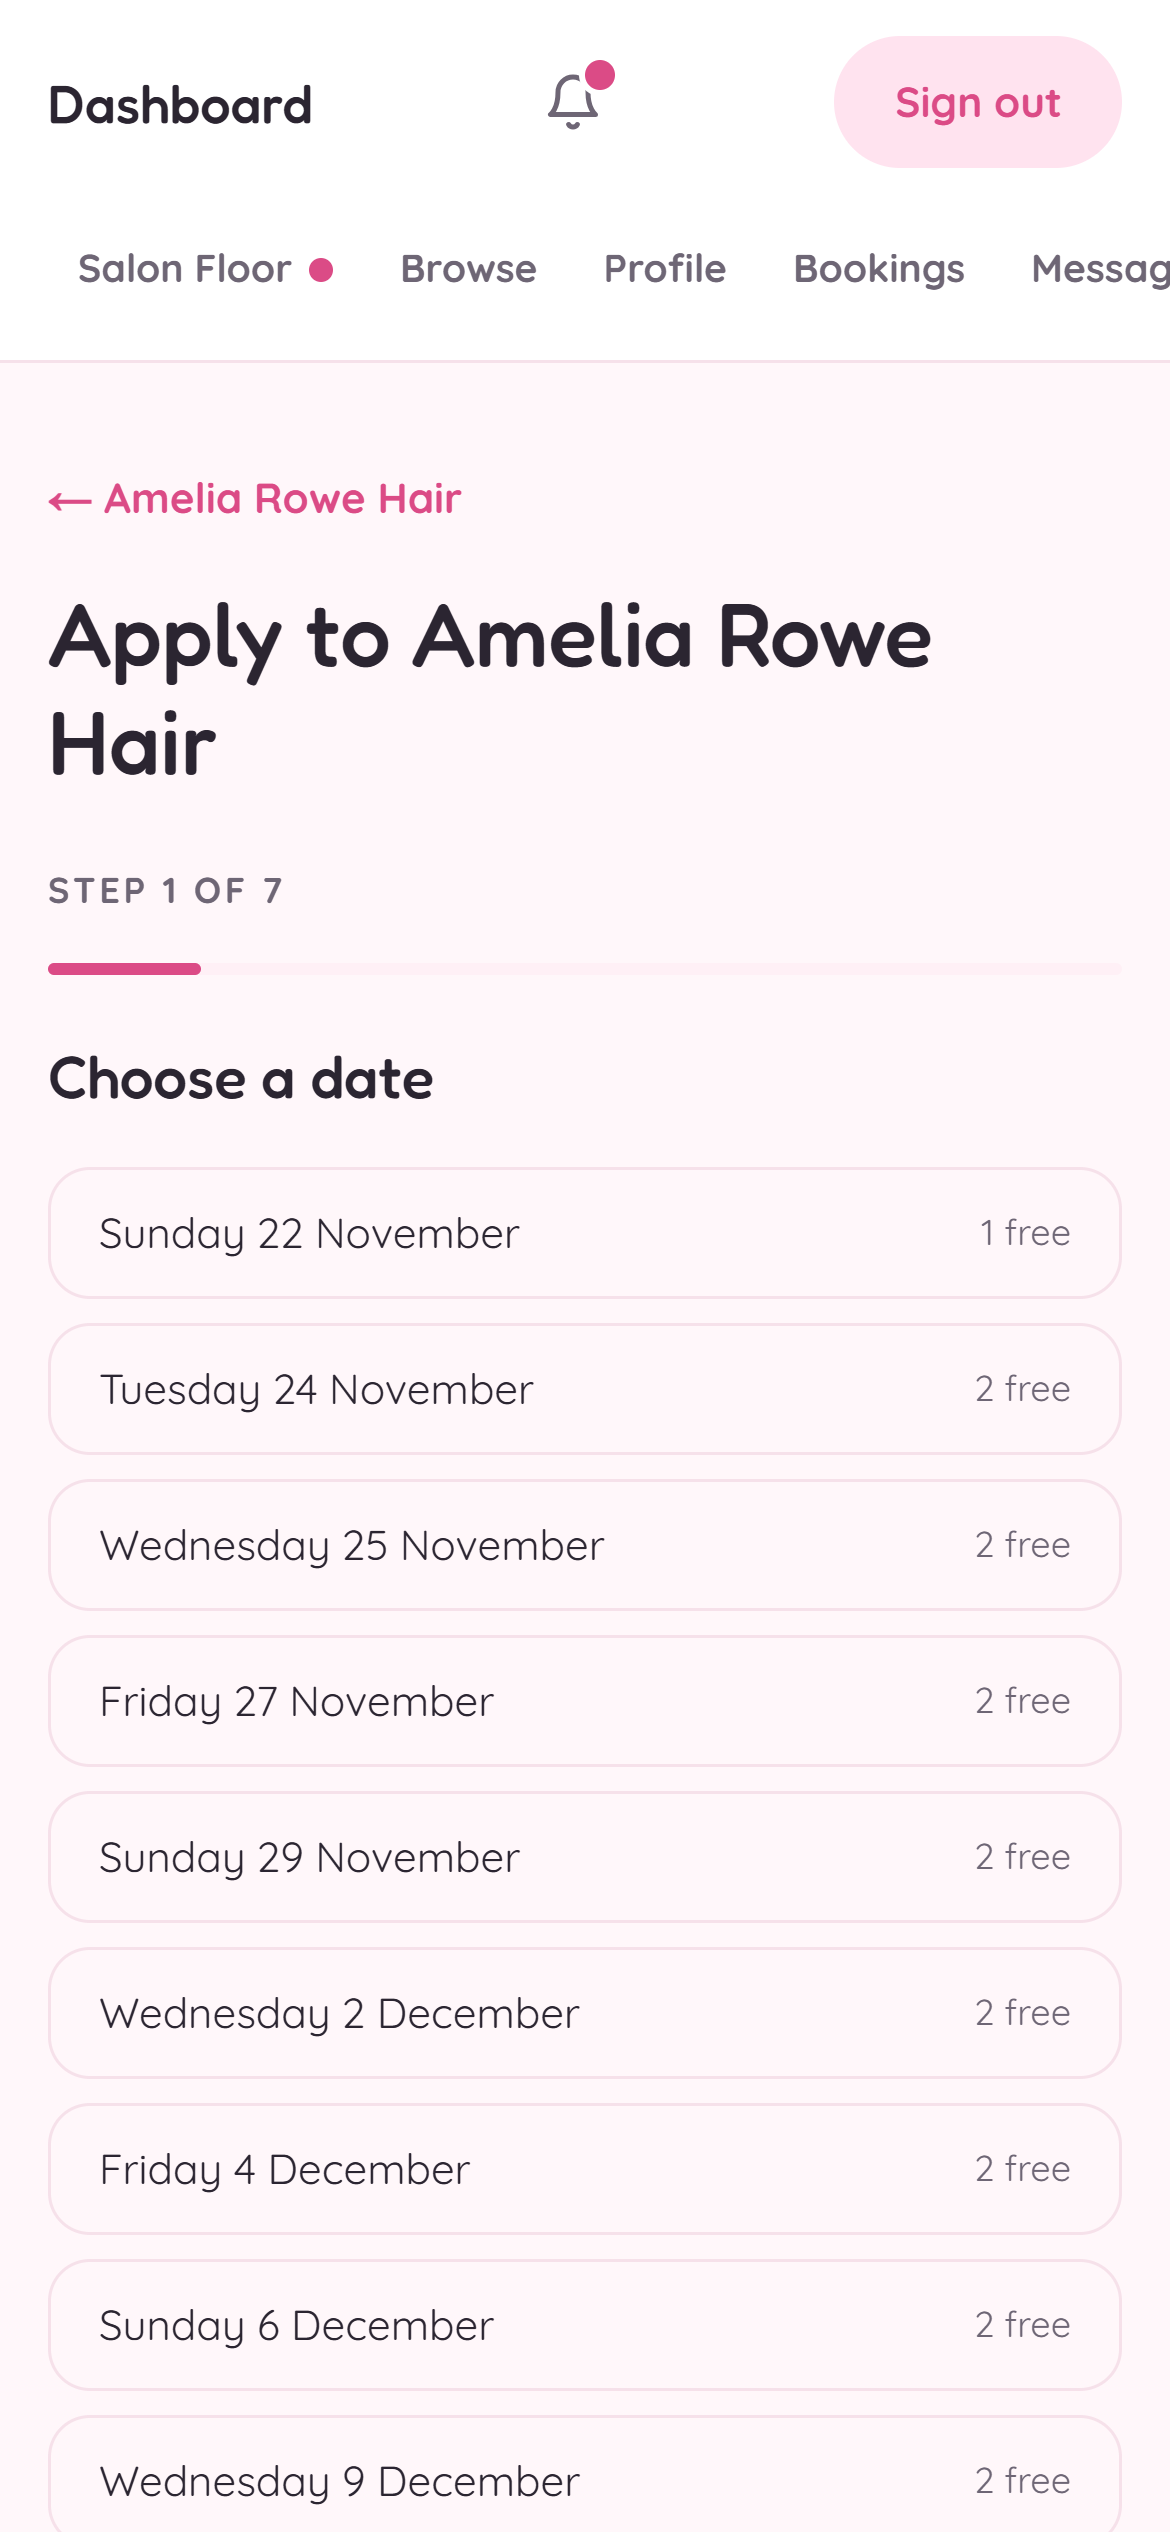 Dashboard
Sign out
Salon Floor
Browse
Profile
Bookings
Messag
← Amelia Rowe Hair
Apply to Amelia Rowe
Hair
STEP 1 OF 7
Choose a date
Sunday 22 November 1 free
Tuesday 24 November 2 free
Wednesday 25 November 2 free
Friday 27 November 2 free
Sunday 29 November 2 free
Wednesday 2 December 2 free
Friday 4 December 2 free
Sunday 6 December 2 free
Wednesday 9 December 2 free